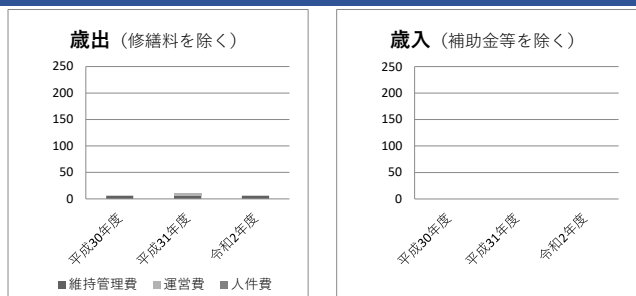 歳出（修繕料を除く）
250
200
150
100
50
0
平成30年度
平成31年度
令和2年度
■維持管理費 ■運営費 ■人件費
歳入（補助金等を除く）
250
200
150
100
50
0
平成30年度
平成31年度
令和2年度